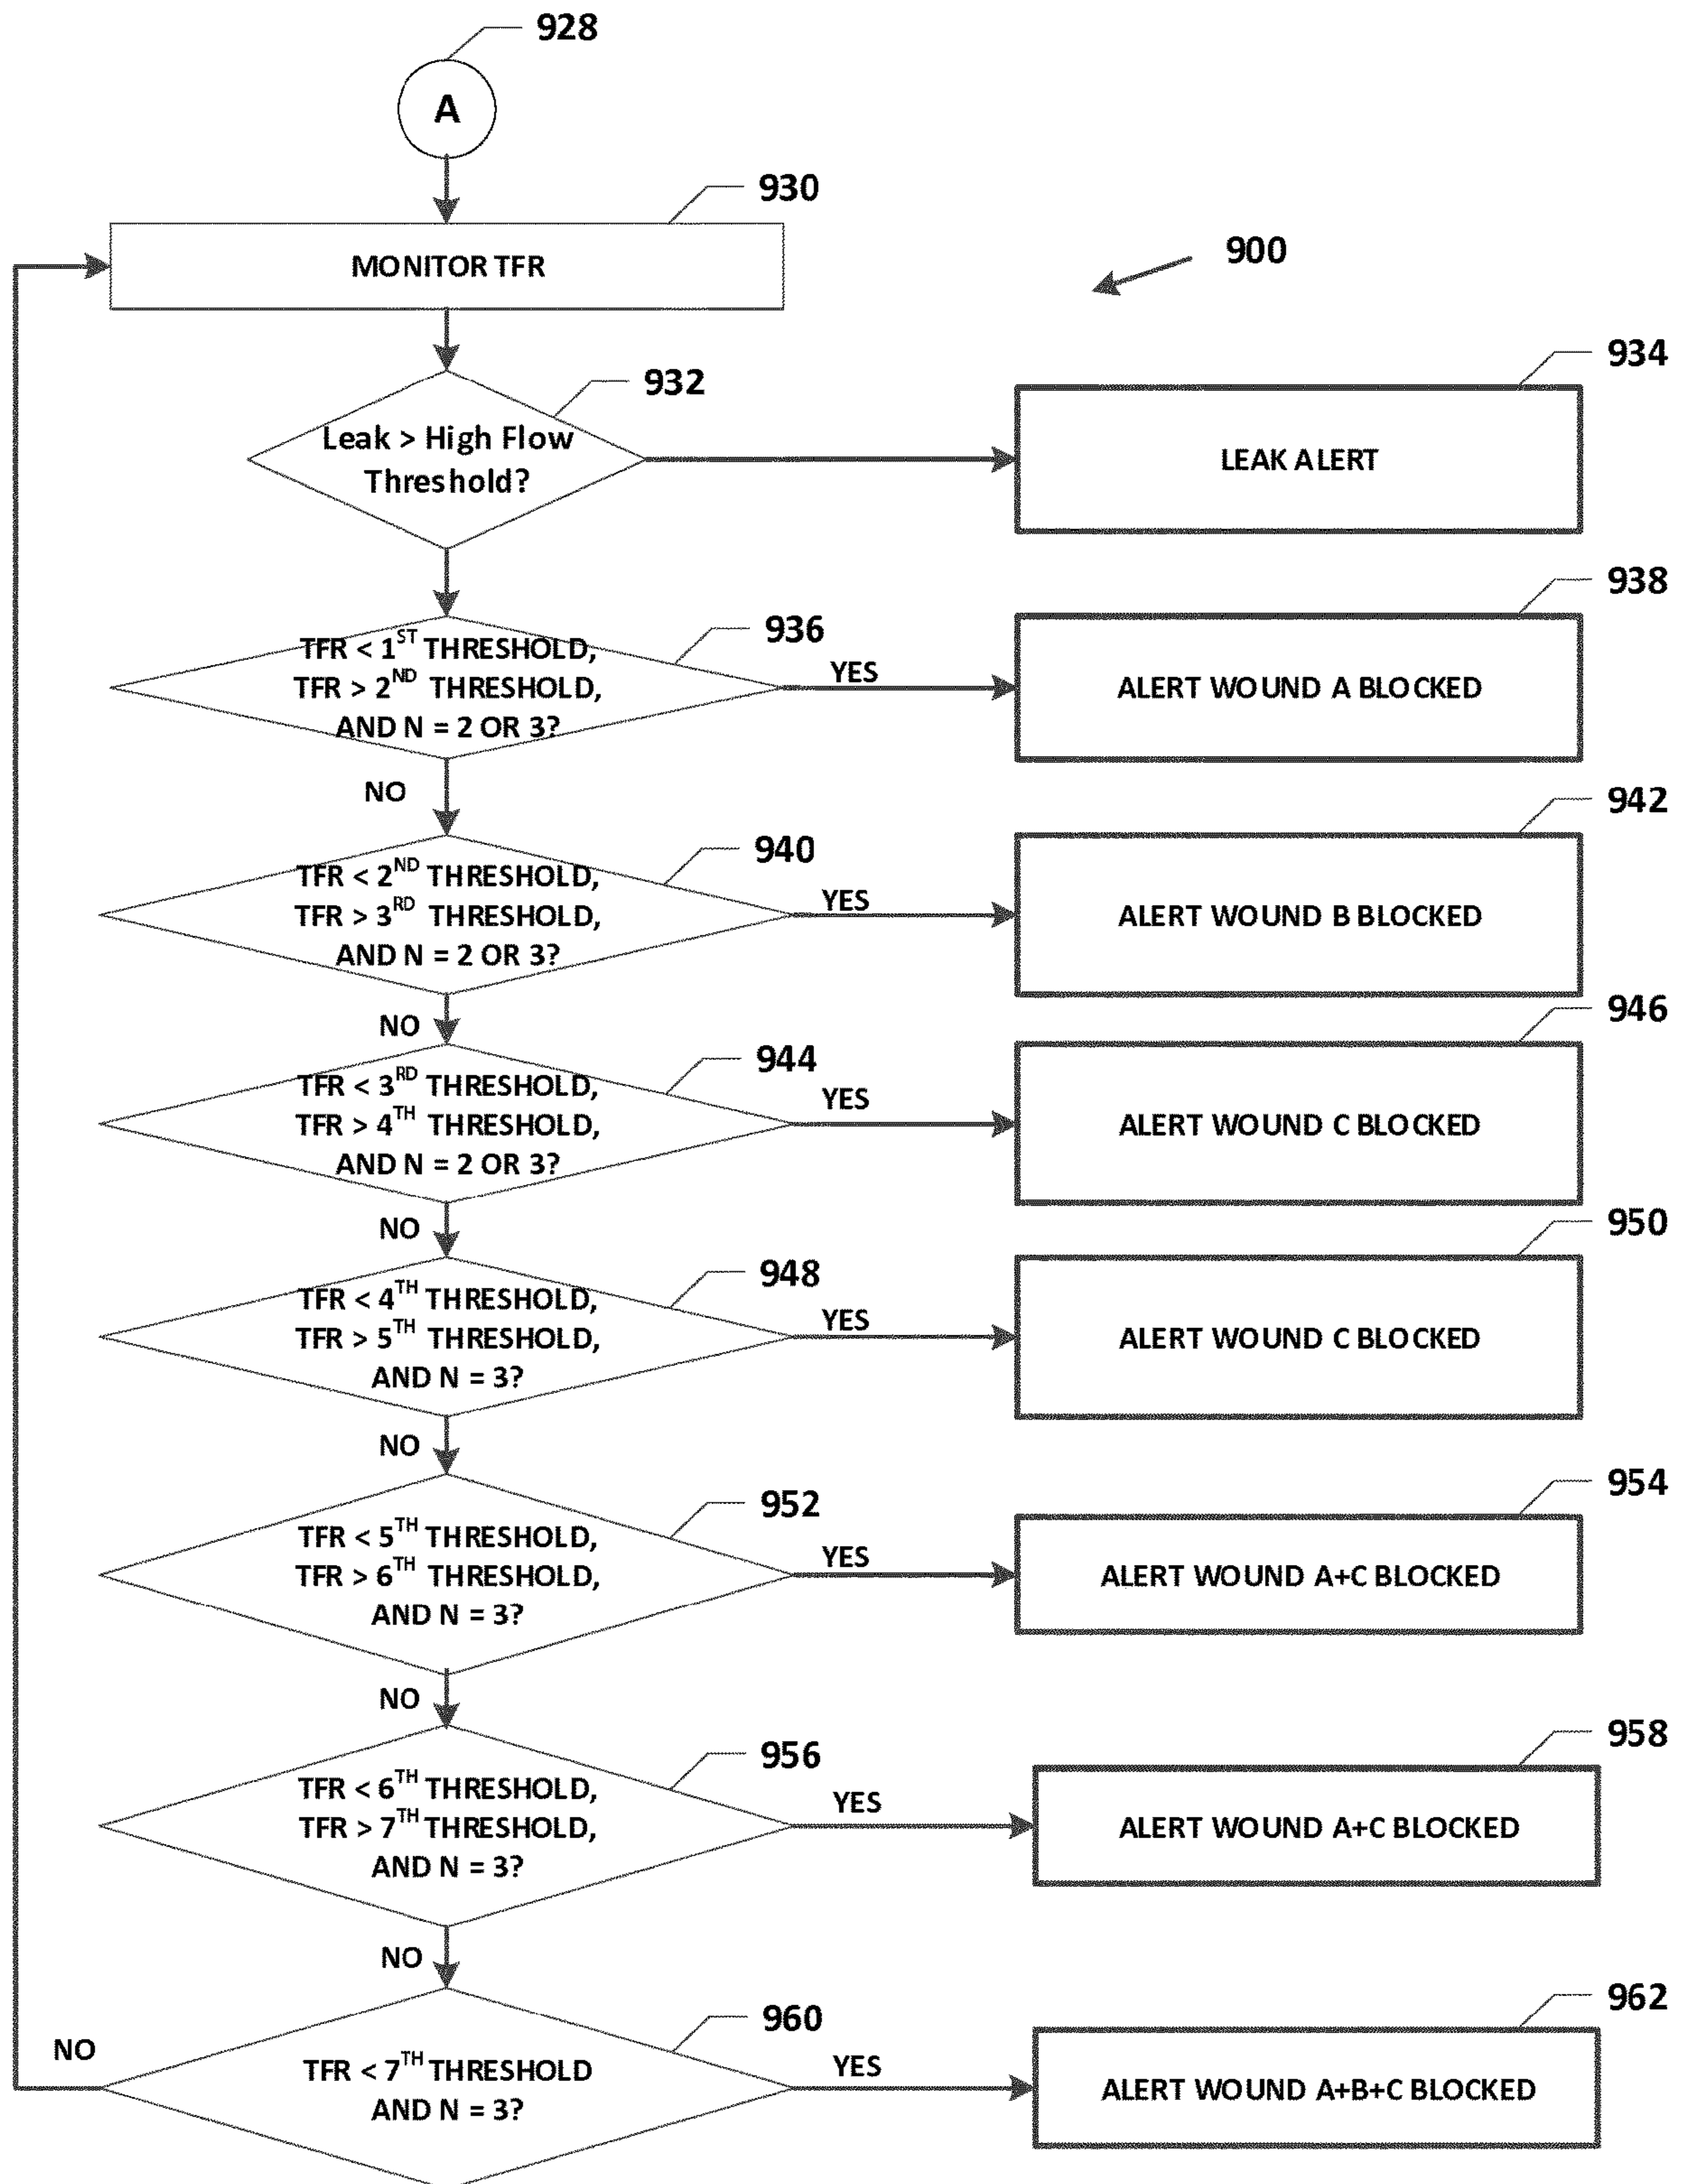 928
A
930
MONITOR TFR
900
932
934
Leak > High Flow
Threshold?
LEAK ALERT
936
938
TFR < 1ST THRESHOLD,
TFR > 2ND THRESHOLD,
AND N = 2 OR 3?
YES
ALERT WOUND A BLOCKED
NO
940
942
TFR < 2ND THRESHOLD,
TFR > 3RD THRESHOLD,
AND N = 2 OR 3?
YES
ALERT WOUND B BLOCKED
NO
944
946
TFR < 3RD THRESHOLD,
TFR > 4TH THRESHOLD,
AND N = 2 OR 3?
YES
ALERT WOUND C BLOCKED
NO
948
950
TFR < 4TH THRESHOLD,
TFR > 5TH THRESHOLD,
AND N = 3?
YES
ALERT WOUND C BLOCKED
NO
952
954
TFR < 5TH THRESHOLD,
TFR > 6TH THRESHOLD,
AND N = 3?
YES
ALERT WOUND A+C BLOCKED
NO
956
958
TFR < 6TH THRESHOLD,
TFR > 7TH THRESHOLD,
AND N = 3?
YES
ALERT WOUND A+C BLOCKED
NO
960
962
NO
TFR < 7TH THRESHOLD
AND N = 3?
YES
ALERT WOUND A+B+C BLOCKED